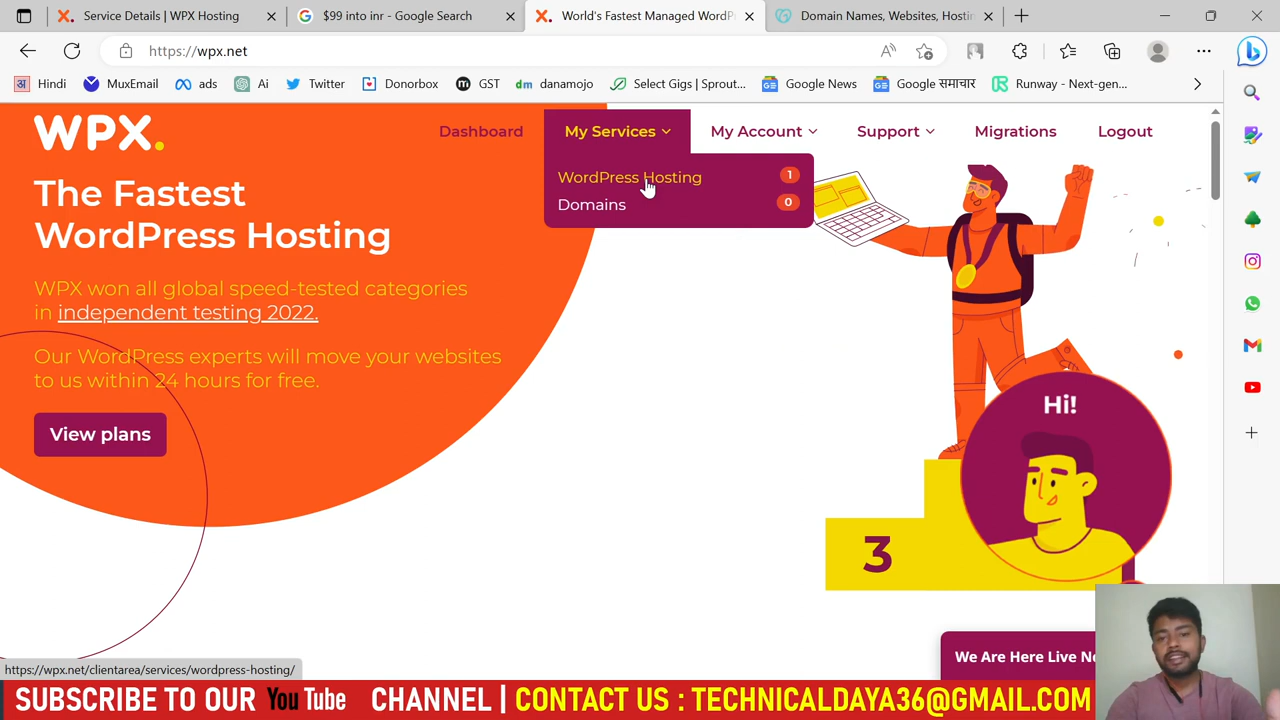 Service Details | WPX Hosting
$99 into inr - Google Search
World's Fastest Managed WordPr
Domain Names, Websites, Hostin
https://wpx.net
अ Hindi
MuxEmail
ads
Ai
Twitter
Donorbox
m GST
dm danamojo
Select Gigs | Sprout...
Google News
Google समाचार
Runway - Next-gen...
WPX.
Dashboard
My Services
My Account
Support
Migrations
Logout
WordPress Hosting 1
Domains 0
The Fastest
WordPress Hosting
WPX won all global speed-tested categories
in independent testing 2022.
Our WordPress experts will move your websites
to us within 24 hours for free.
View plans
Hi!
3
We Are Here Live Ne
https://wpx.net/clientarea/services/wordpress-hosting/
SUBSCRIBE TO OUR YouTube CHANNEL | CONTACT US : TECHNICALDAYA36@GMAIL.COM